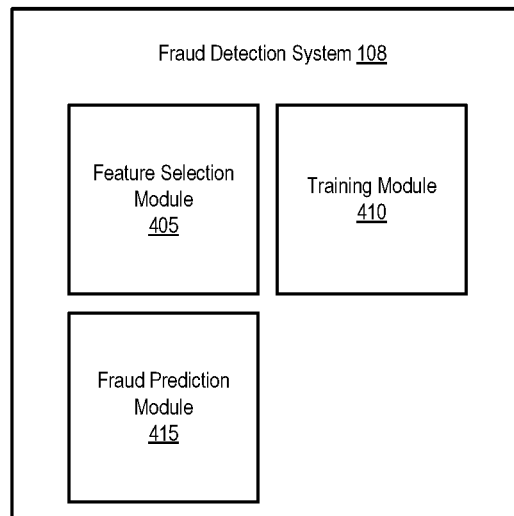 Fraud Detection System 108
Feature Selection
Module
405
Training Module
410
Fraud Prediction
Module
415